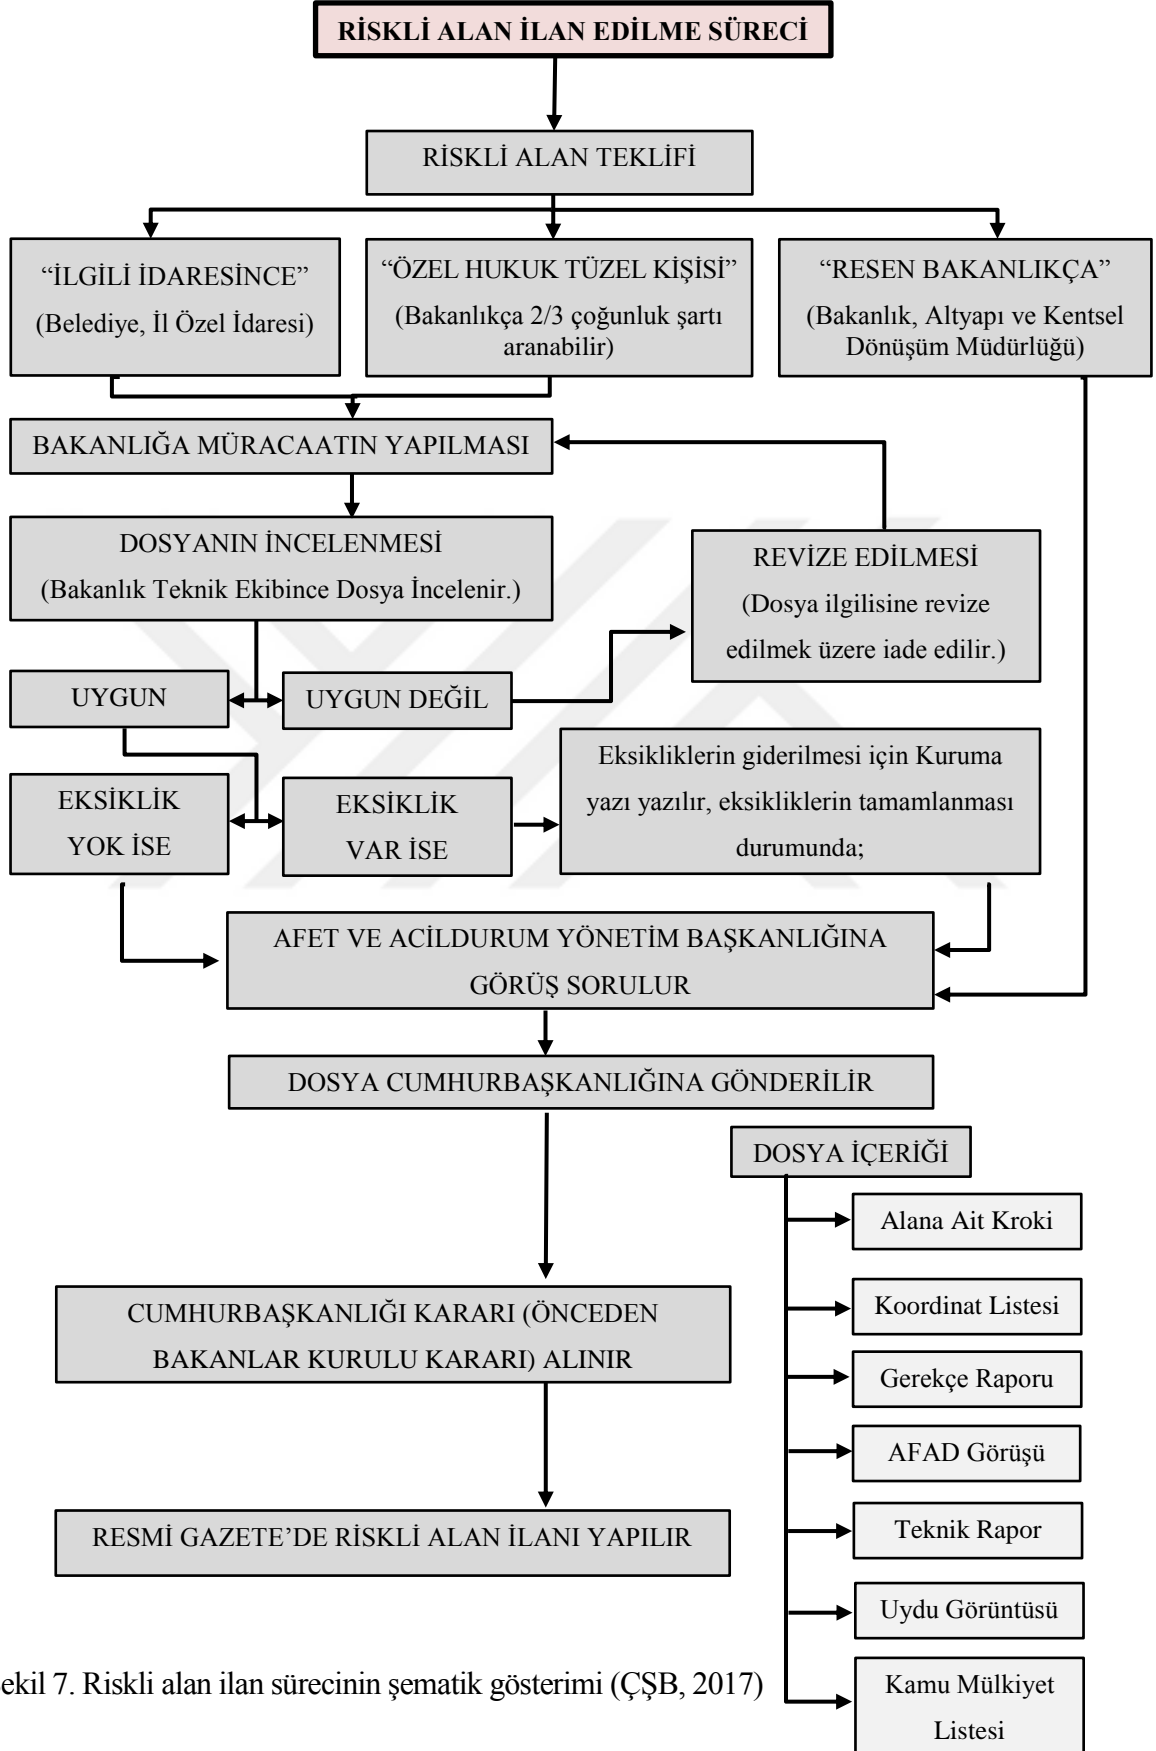 RİSKLİ ALAN İLAN EDİLME SÜRECİ
RİSKLİ ALAN TEKLİFİ
“İLGİLİ İDARESİNCE”
(Belediye, İl Özel İdaresi)
“ÖZEL HUKUK TÜZEL KİŞİSİ”
(Bakanlıkça 2/3 çoğunluk şartı
aranabilir)
“RESEN BAKANLIKÇA”
(Bakanlık, Altyapı ve Kentsel
Dönüşüm Müdürlüğü)
BAKANLIĞA MÜRACAATIN YAPILMASI
DOSYANIN İNCELENMESİ
(Bakanlık Teknik Ekibince Dosya İncelenir.)
REVİZE EDİLMESİ
(Dosya ilgilisine revize
edilmek üzere iade edilir.)
UYGUN
UYGUN DEĞİL
EKSİKLİK
YOK İSE
EKSİKLİK
VAR İSE
Eksikliklerin giderilmesi için Kuruma
yazı yazılır, eksikliklerin tamamlanması
durumunda;
AFET VE ACİLDURUM YÖNETİM BAŞKANLIĞINA
GÖRÜŞ SORULUR
DOSYA CUMHURBAŞKANLIĞINA GÖNDERİLİR
CUMHURBAŞKANLIĞI KARARI (ÖNCEDEN
BAKANLAR KURULU KARARI) ALINIR
RESMİ GAZETE’DE RİSKLİ ALAN İLANI YAPILIR
DOSYA İÇERİĞİ
Alana Ait Kroki
Koordinat Listesi
Gerekçe Raporu
AFAD Görüşü
Teknik Rapor
Uydu Görüntüsü
Kamu Mülkiyet
Listesi
ekil 7. Riskli alan ilan sürecinin şematik gösterimi (ÇŞB, 2017)